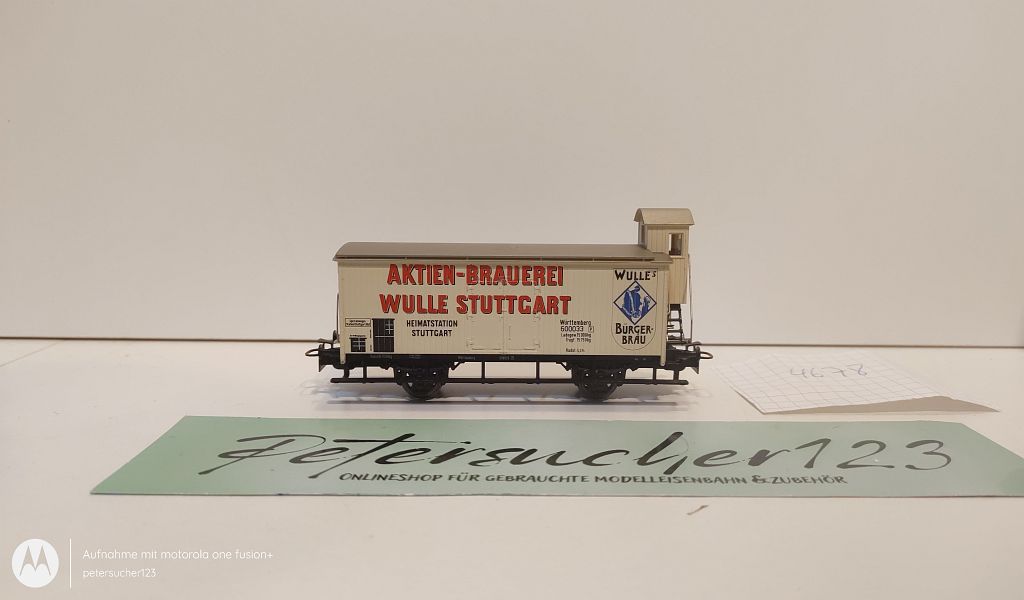 AKTIEN-BRAUEREI
WULLE STUTTGART
HEIMATSTATION
STUTTGART
Württemberg
600033 P
WULLE's
BÜRGER-
BRÄU
4678
Petersucher123
ONLINESHOP FÜR GEBRAUCHTE MODELLEISENBAHN & ZUBEHÖR
Aufnahme mit motorola one fusion+
petersucher123